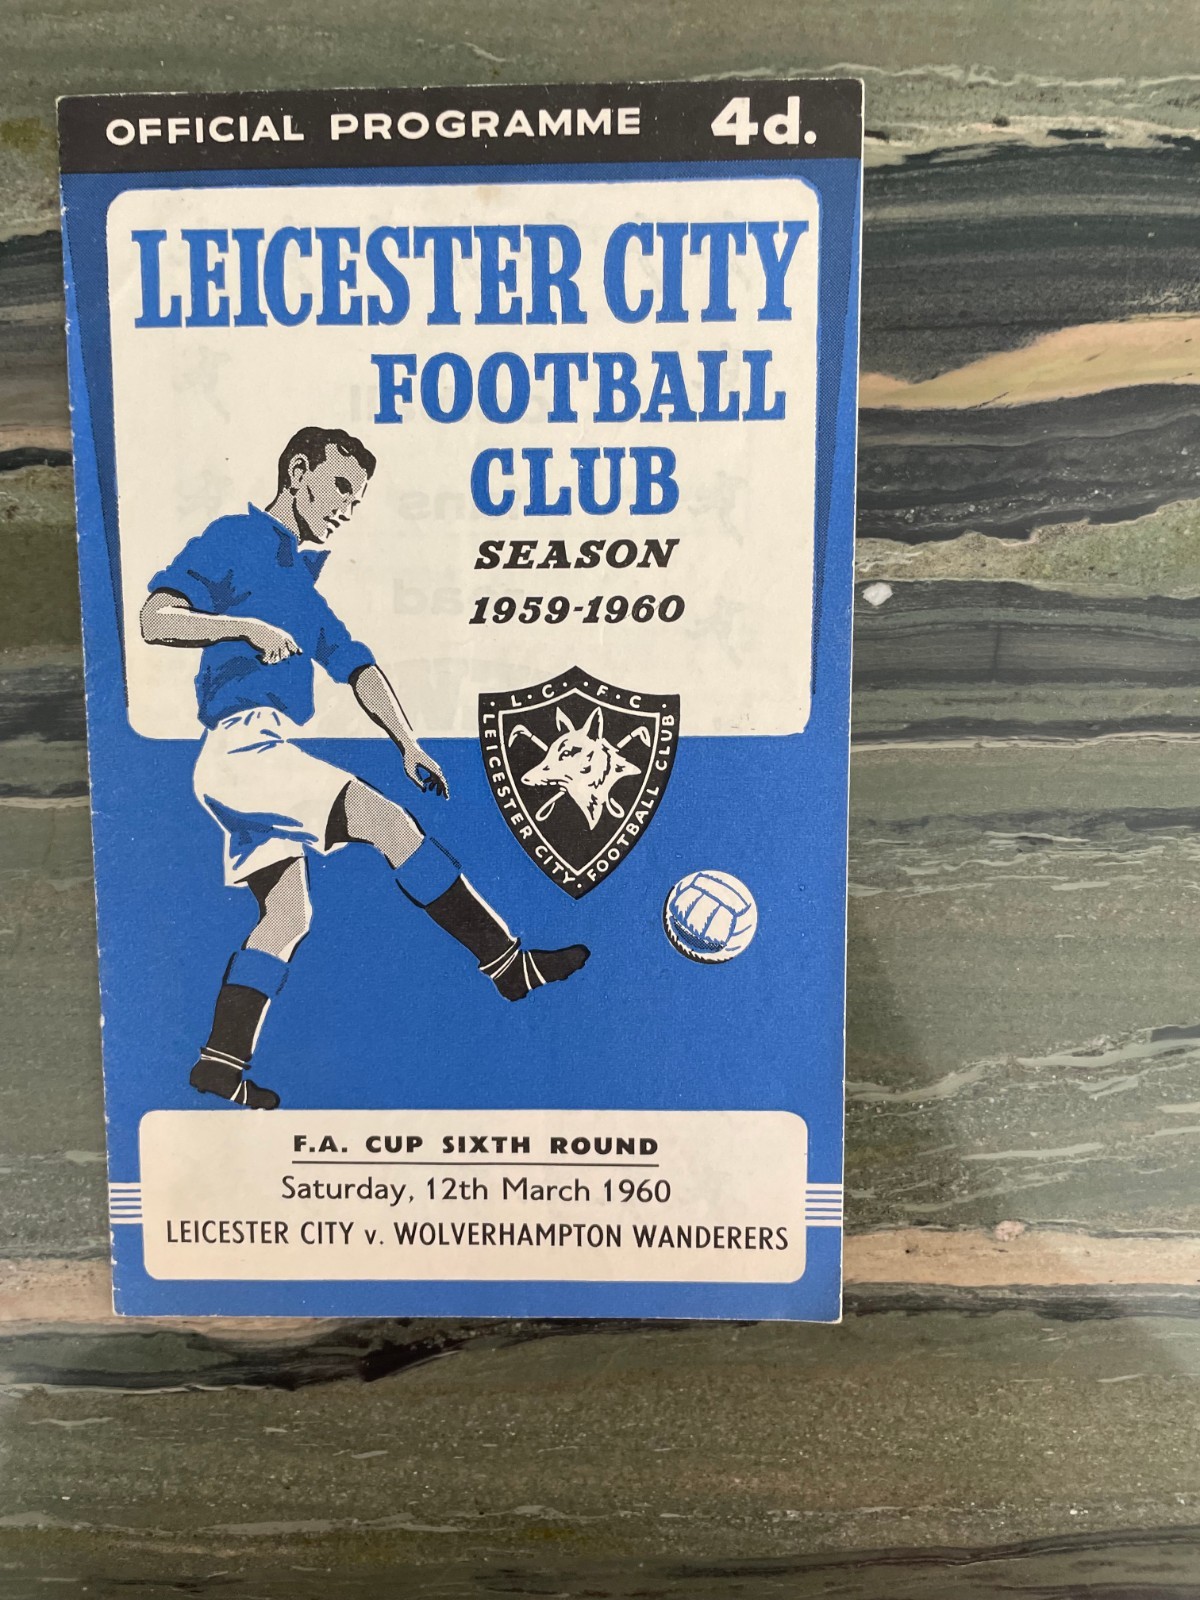 OFFICIAL PROGRAMME 4d.
LEICESTER CITY
FOOTBALL
CLUB
SEASON
1959-1960
L·C·F·C
LEICESTER CITY FOOTBALL CLUB
F.A. CUP SIXTH ROUND
Saturday, 12th March 1960
LEICESTER CITY v. WOLVERHAMPTON WANDERERS